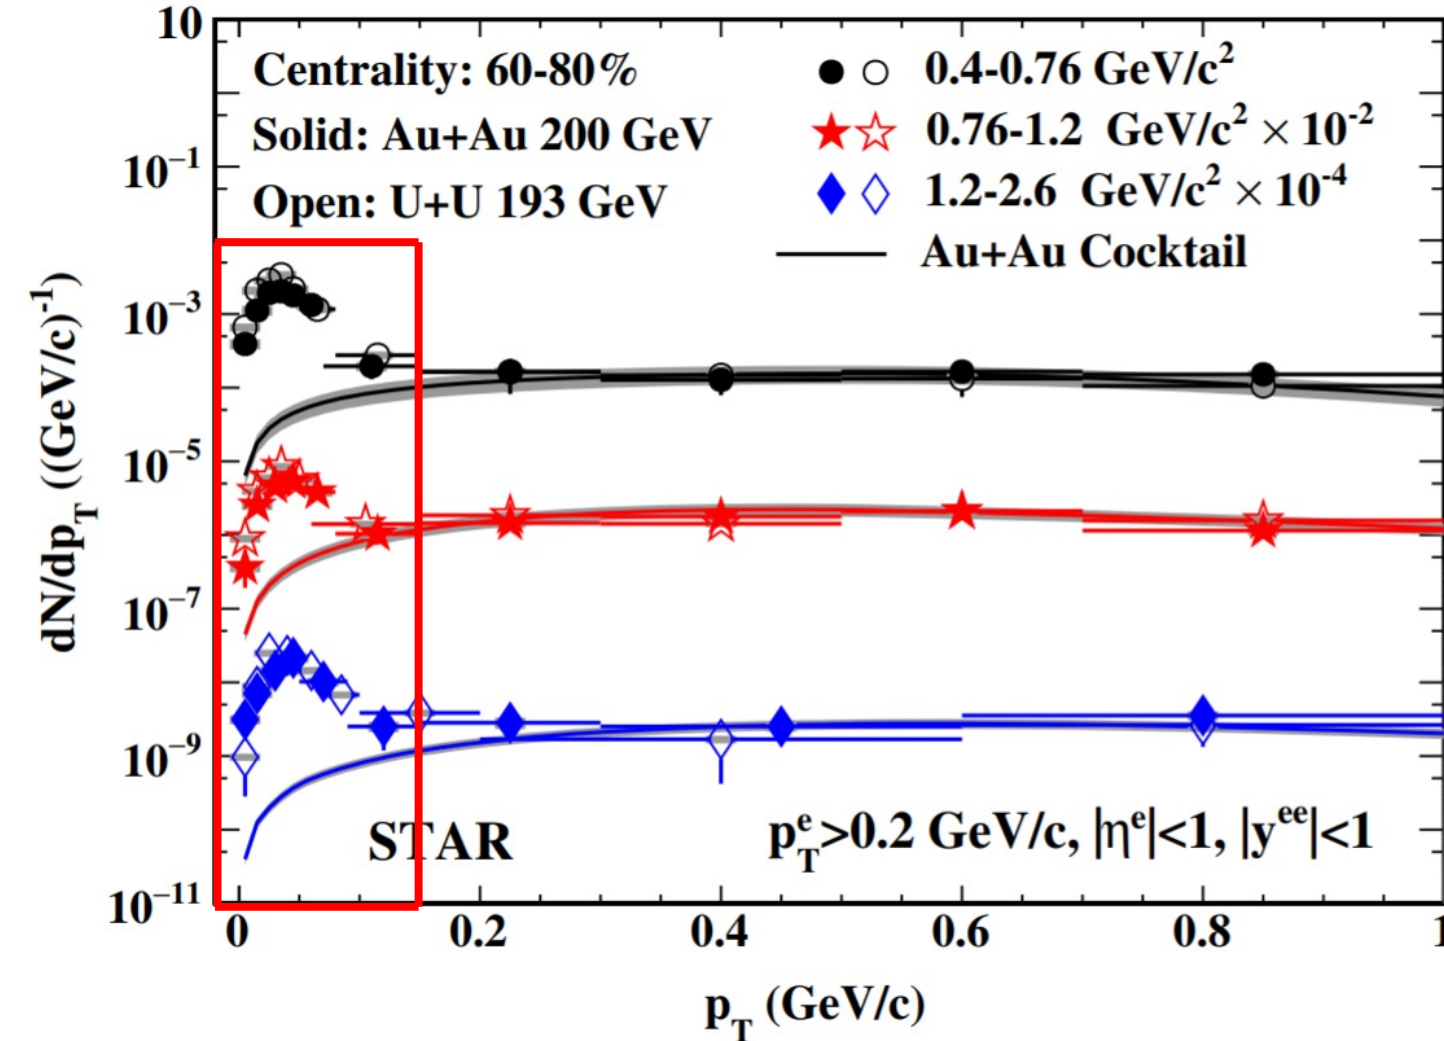 Centrality: 60-80%
Solid: Au+Au 200 GeV
Open: U+U 193 GeV
0.4-0.76 GeV/c²
0.76-1.2 GeV/c² × 10⁻²
1.2-2.6 GeV/c² × 10⁻⁴
Au+Au Cocktail
dN/dp_T ((GeV/c)⁻¹)
10
10⁻¹
10⁻³
10⁻⁵
10⁻⁷
10⁻⁹
10⁻¹¹
STAR
p_T^e>0.2 GeV/c, |η^e|<1, |y^ee|<1
0 0.2 0.4 0.6 0.8 1
p_T (GeV/c)